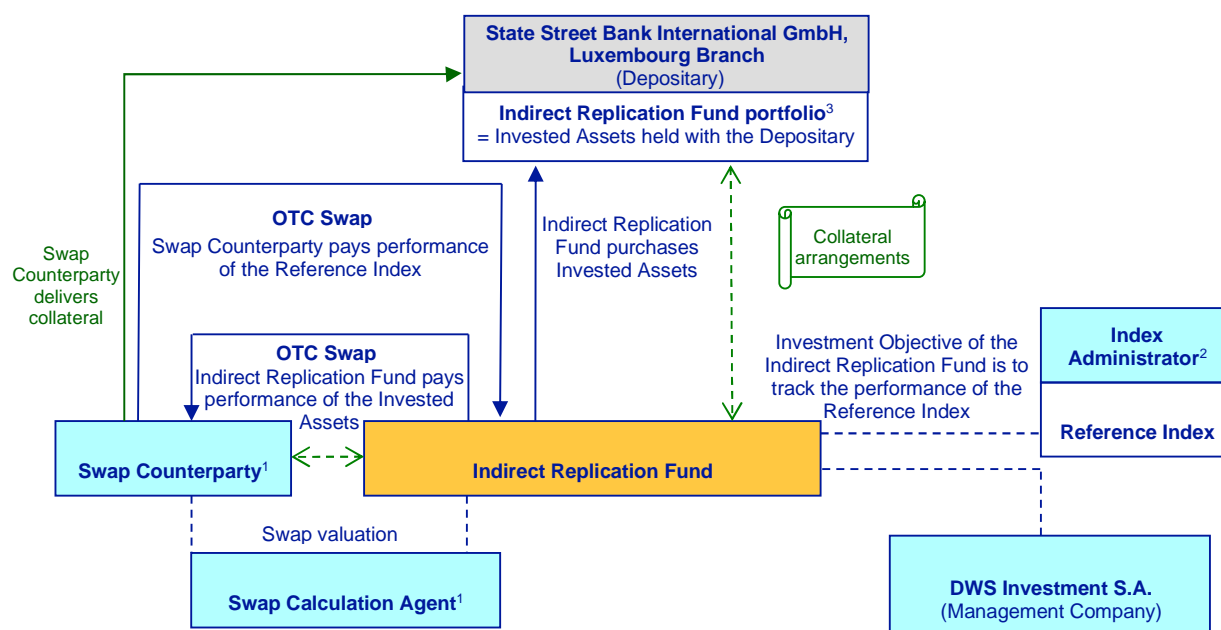 State Street Bank International GmbH,
Luxembourg Branch
(Depositary)
Indirect Replication Fund portfolio³
= Invested Assets held with the Depositary
OTC Swap
Swap Counterparty pays performance
of the Reference Index
Indirect Replication
Fund purchases
Invested Assets
Collateral
arrangements
Swap
Counterparty
delivers
collateral
OTC Swap
Indirect Replication Fund pays
performance of the Invested
Assets
Investment Objective of the
Indirect Replication Fund is to
track the performance of the
Reference Index
Index
Administrator²
Reference Index
Swap Counterparty¹
Indirect Replication Fund
Swap valuation
Swap Calculation Agent¹
DWS Investment S.A.
(Management Company)